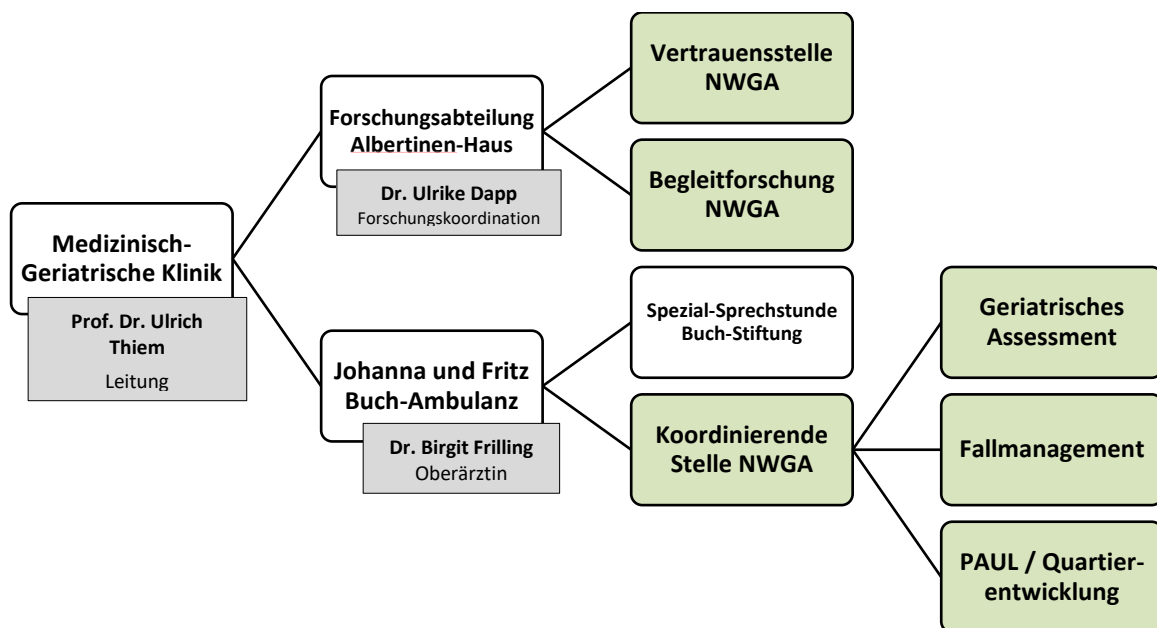 Medizinisch-
Geriatrische Klinik
Prof. Dr. Ulrich
Thiem
Leitung
Forschungsabteilung
Albertinen-Haus
Dr. Ulrike Dapp
Forschungskoordination
Johanna und Fritz
Buch-Ambulanz
Dr. Birgit Frilling
Oberärztin
Vertrauensstelle
NWGA
Begleitforschung
NWGA
Spezial-Sprechstunde
Buch-Stiftung
Koordinierende
Stelle NWGA
Geriatrisches
Assessment
Fallmanagement
PAUL / Quartier-
entwicklung